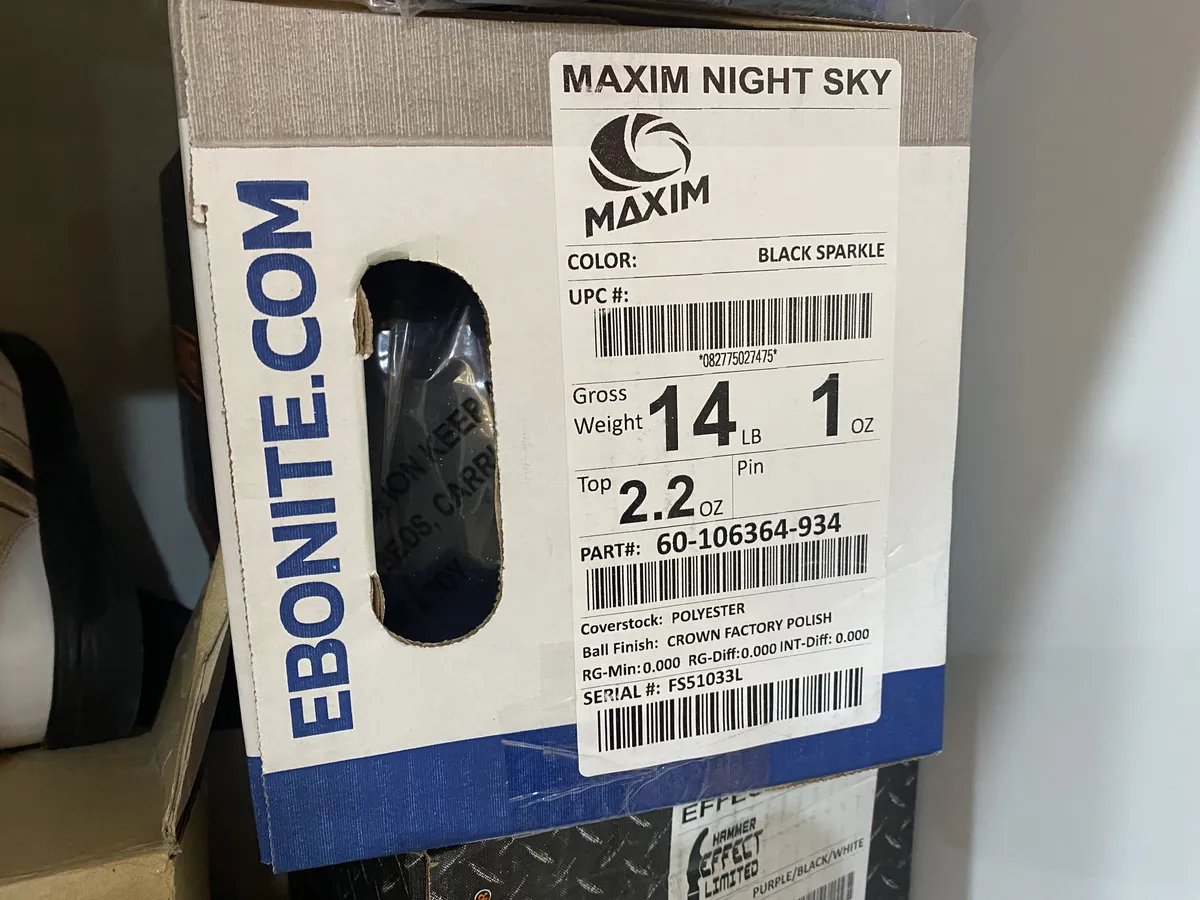 EBONITE.COM
MAXIM NIGHT SKY
MAXIM
COLOR: BLACK SPARKLE
UPC #:
*082775027475*
Gross Weight 14 LB 1 OZ
Top 2.2 OZ Pin
PART#: 60-106364-934
Coverstock: POLYESTER
Ball Finish: CROWN FACTORY POLISH
RG-Min: 0.000 RG-Diff: 0.000 INT-Diff: 0.000
SERIAL #: FS51033L
KEEP
HAMMER
EFFECT
LIMITED
PURPLE/BLACK/WHITE